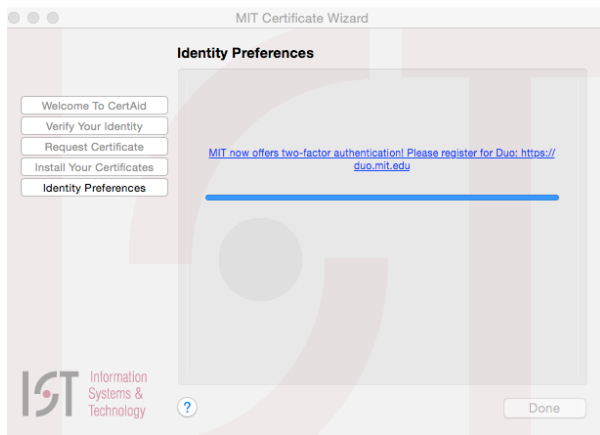 MIT Certificate Wizard
Identity Preferences
Welcome To CertAid
Verify Your Identity
Request Certificate
Install Your Certificates
Identity Preferences
MIT now offers two-factor authentication! Please register for Duo: https://
duo.mit.edu
IST
Information
Systems &
Technology
?
Done